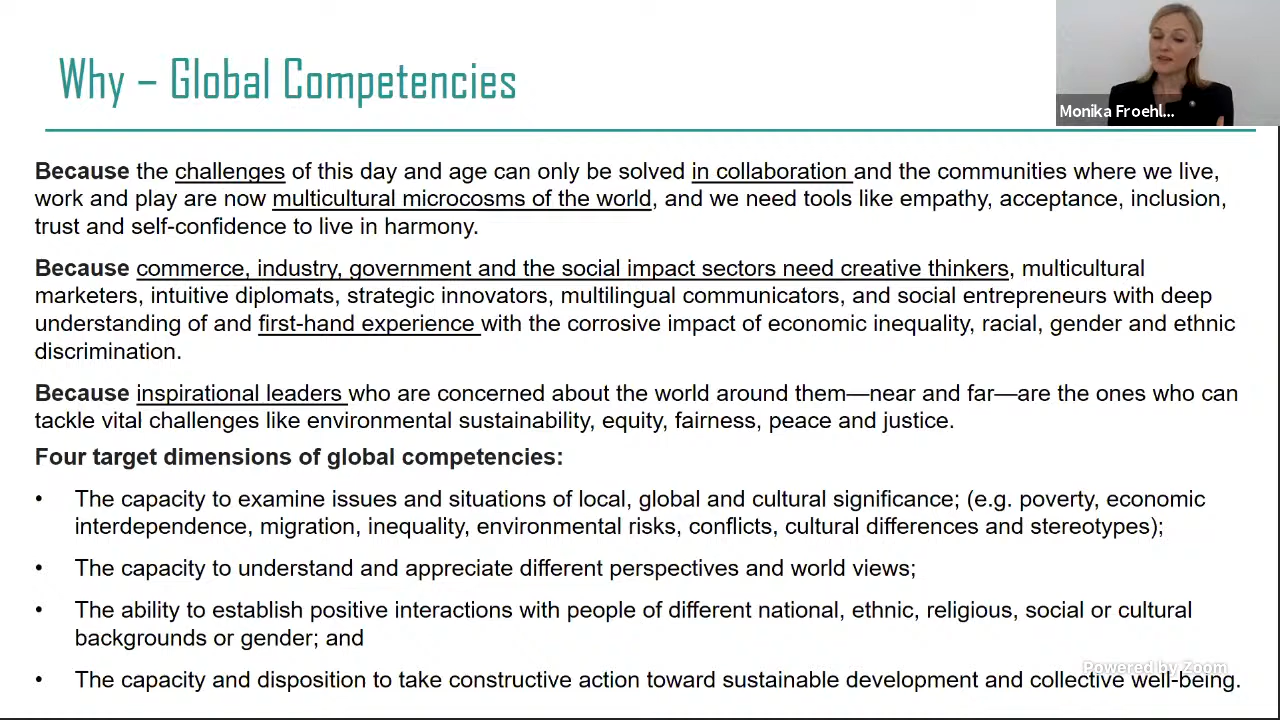 Why – Global Competencies
Monika Froehl...
Because the challenges of this day and age can only be solved in collaboration and the communities where we live,
work and play are now multicultural microcosms of the world, and we need tools like empathy, acceptance, inclusion,
trust and self-confidence to live in harmony.
Because commerce, industry, government and the social impact sectors need creative thinkers, multicultural
marketers, intuitive diplomats, strategic innovators, multilingual communicators, and social entrepreneurs with deep
understanding of and first-hand experience with the corrosive impact of economic inequality, racial, gender and ethnic
discrimination.
Because inspirational leaders who are concerned about the world around them—near and far—are the ones who can
tackle vital challenges like environmental sustainability, equity, fairness, peace and justice.
Four target dimensions of global competencies:
• The capacity to examine issues and situations of local, global and cultural significance; (e.g. poverty, economic
interdependence, migration, inequality, environmental risks, conflicts, cultural differences and stereotypes);
• The capacity to understand and appreciate different perspectives and world views;
• The ability to establish positive interactions with people of different national, ethnic, religious, social or cultural
backgrounds or gender; and
Powered by Zoom
• The capacity and disposition to take constructive action toward sustainable development and collective well-being.